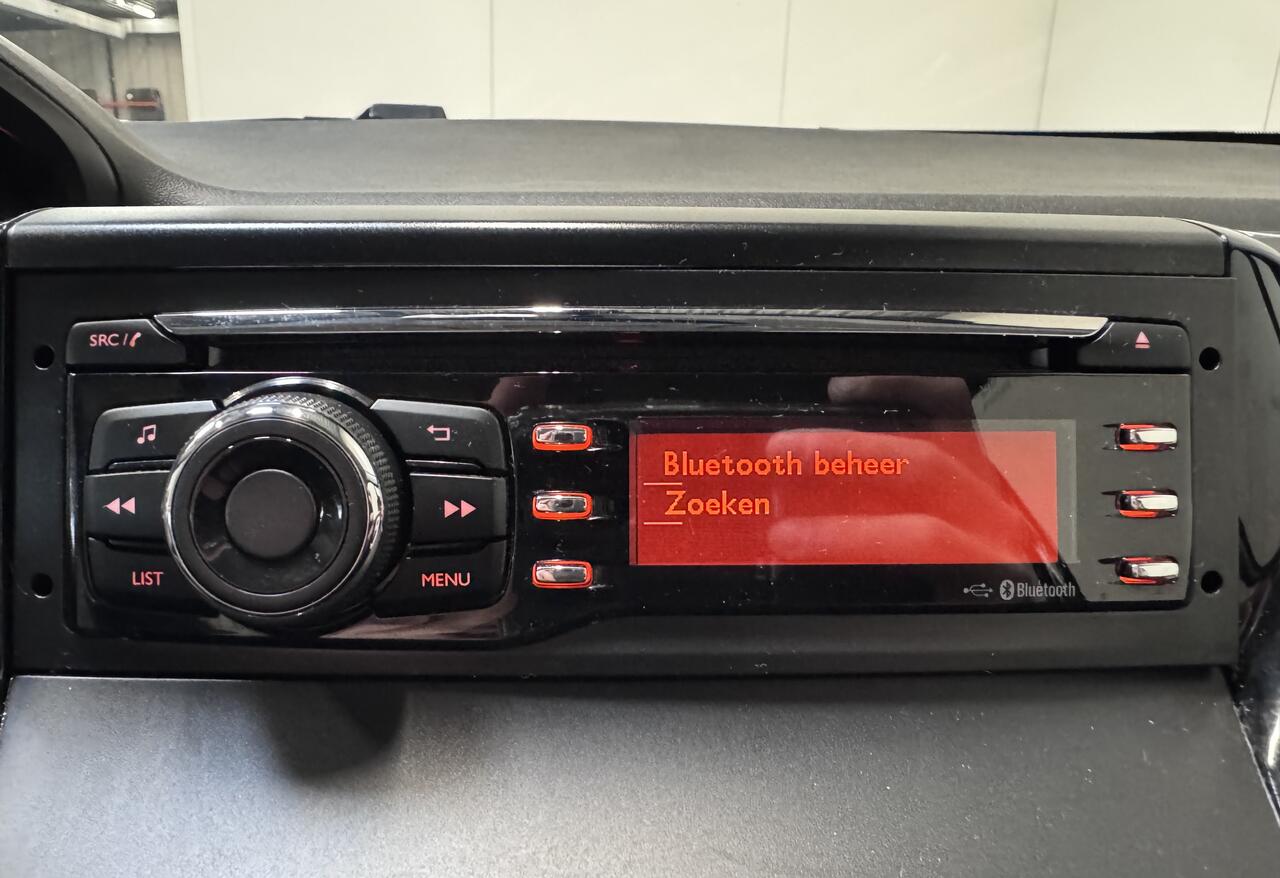 SRC /
LIST
MENU
Bluetooth beheer
Zoeken
Bluetooth